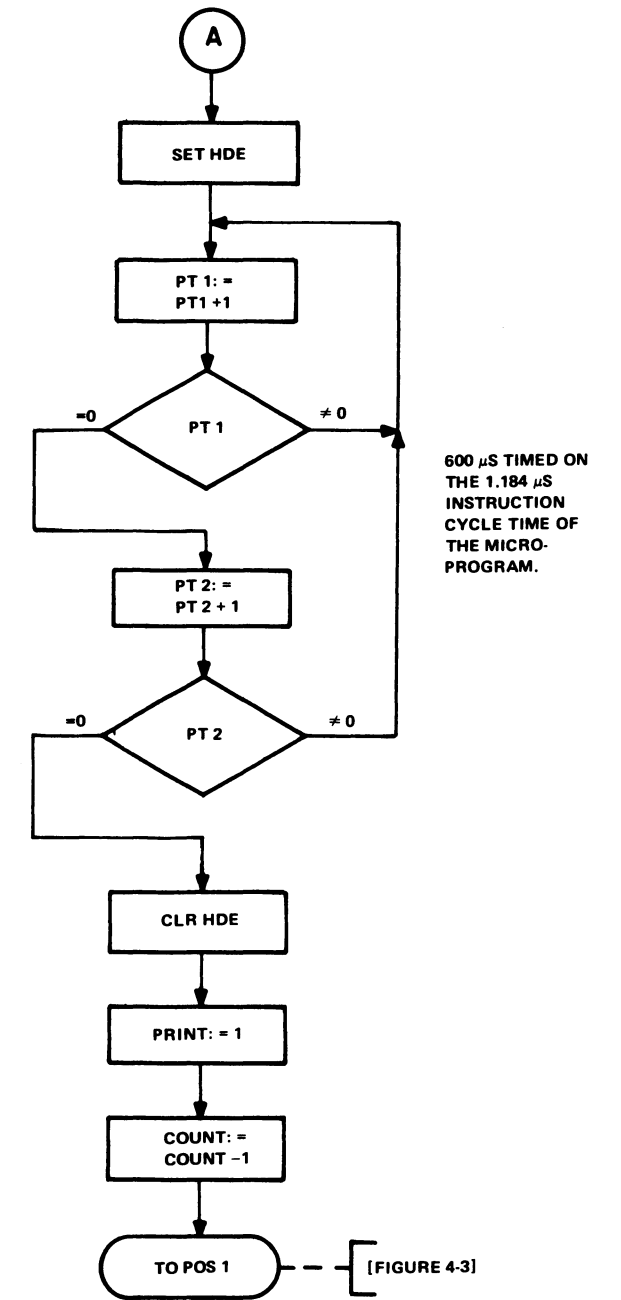 A
SET HDE
PT 1: =
PT1 +1
=0
PT 1
≠ 0
600 µS TIMED ON
THE 1.184 µS
INSTRUCTION
CYCLE TIME OF
THE MICRO-
PROGRAM.
PT 2: =
PT 2 + 1
=0
PT 2
≠ 0
CLR HDE
PRINT: = 1
COUNT: =
COUNT –1
TO POS 1
[FIGURE 4-3]